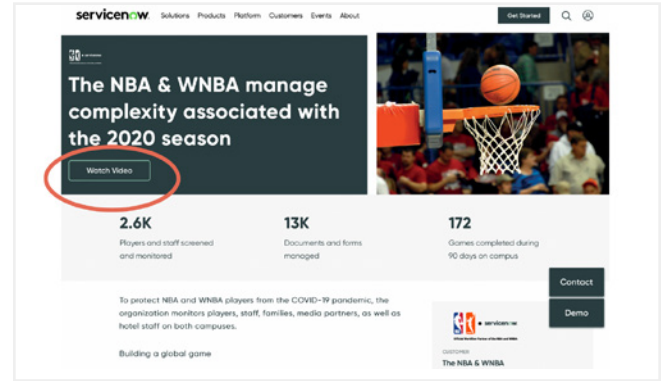 servicenow.
Solutions Products Platform Customers Events About
Get Started
The NBA & WNBA manage
complexity associated with
the 2020 season
Watch Video
2.6K
Players and staff screened
and monitored
13K
Documents and forms
managed
172
Games completed during
90 days on campus
Contact
Demo
To protect NBA and WNBA players from the COVID-19 pandemic, the
organization monitors players, staff, families, media partners, as well as
hotel staff on both campuses.
Building a global game
servicenow
CUSTOMER
The NBA & WNBA